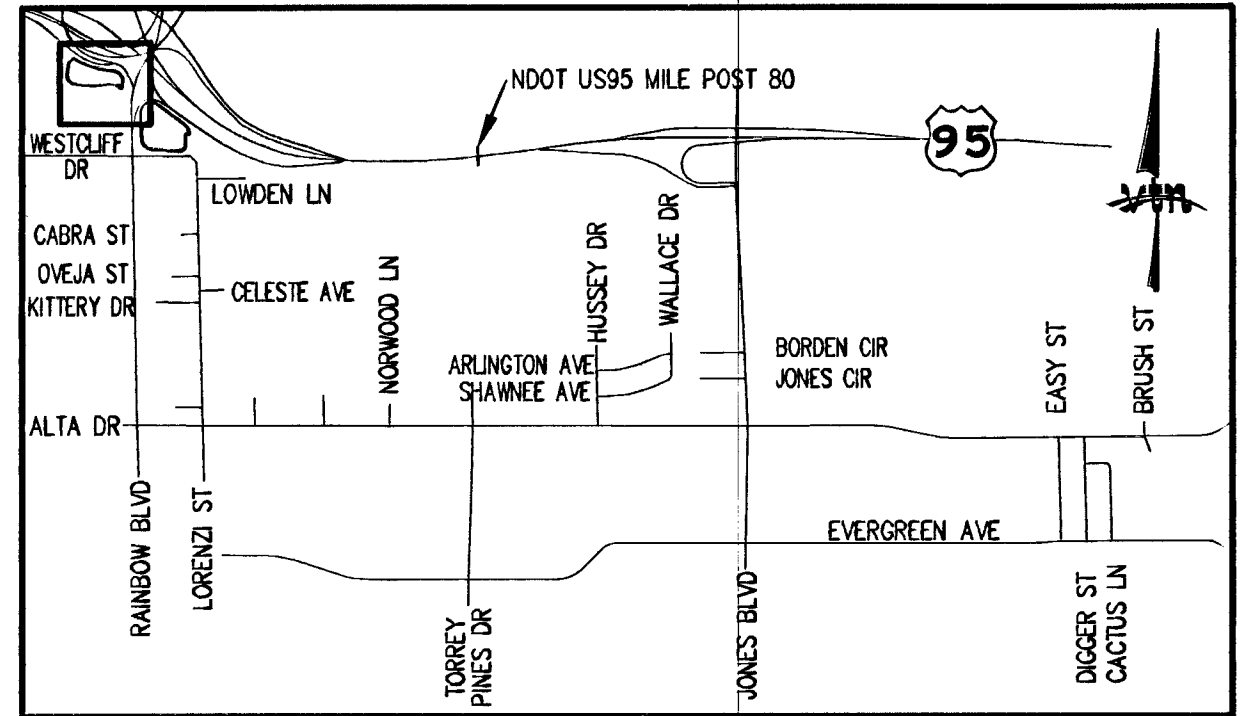 NDOT US95 MILE POST 80
95
WESTCLIFF
DR
vtn
LOWDEN LN
CABRA ST
OVEJA ST
CELESTE AVE
KITTERY DR
NORWOOD LN
HUSSEY DR
WALLACE DR
ARLINGTON AVE
SHAWNEE AVE
BORDEN CIR
JONES CIR
EASY ST
BRUSH ST
ALTA DR
RAINBOW BLVD
LORENZI ST
EVERGREEN AVE
TORREY
PINES DR
JONES BLVD
DIGGER ST
CACTUS LN